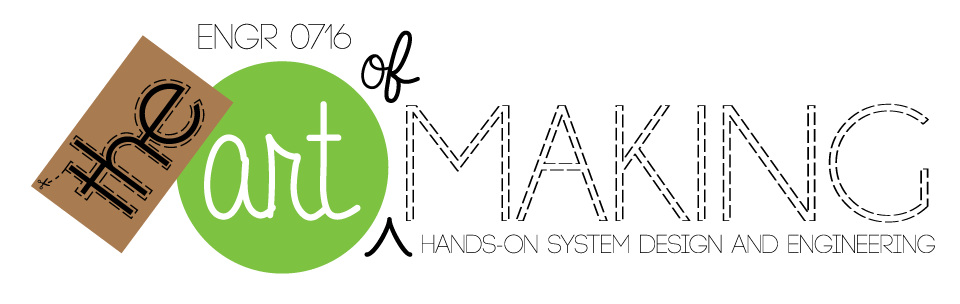 ENGR 0716
the art of MAKING
HANDS-ON SYSTEM DESIGN AND ENGINEERING